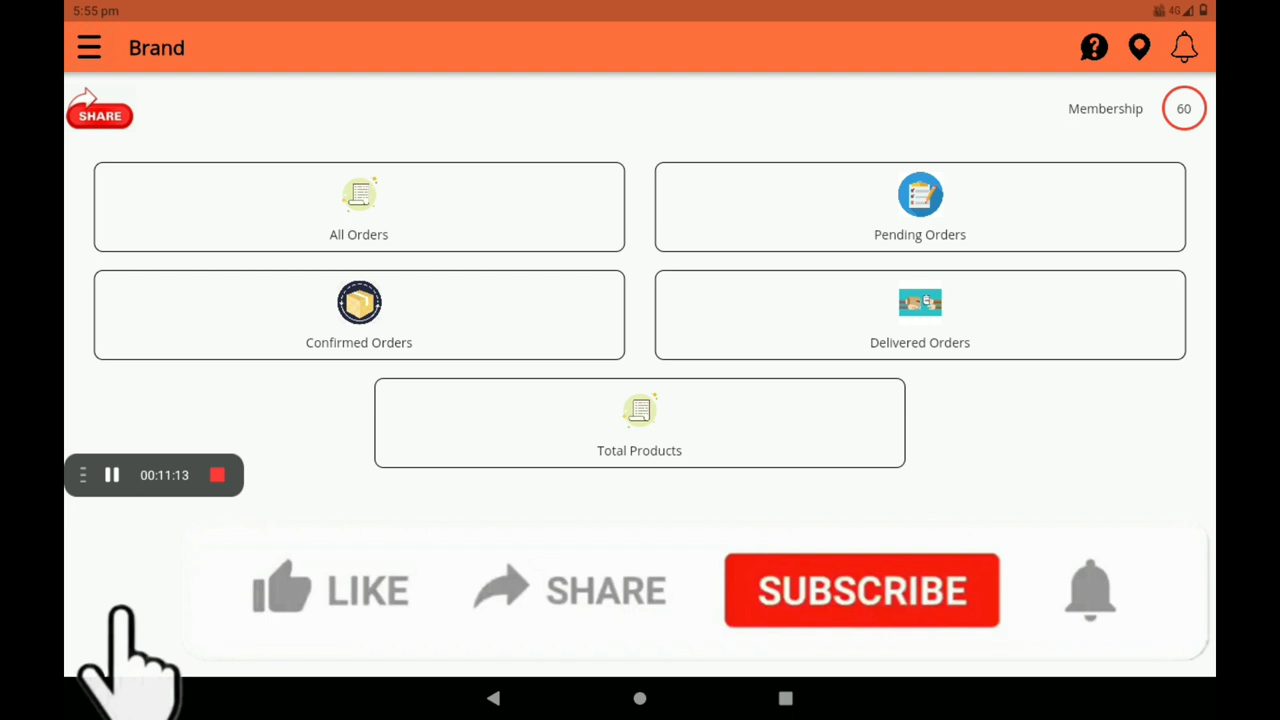 5:55 pm
4G
Brand
SHARE
Membership
60
All Orders
Pending Orders
Confirmed Orders
Delivered Orders
Total Products
00:11:13
LIKE
SHARE
SUBSCRIBE